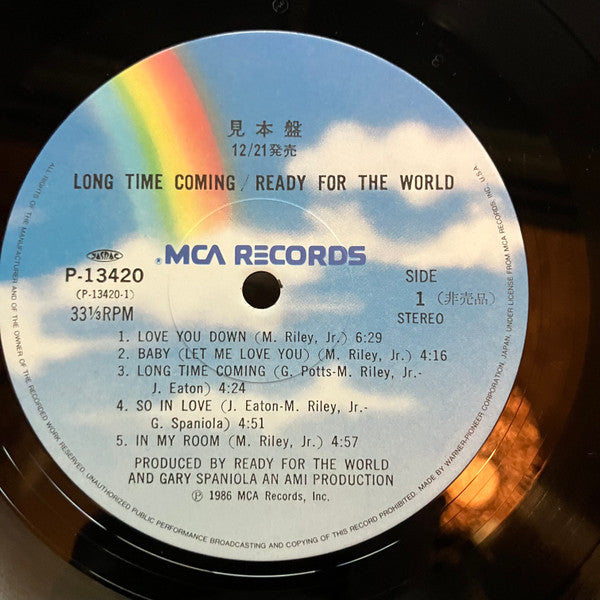 見本盤
12/21発売
LONG TIME COMING / READY FOR THE WORLD
JASRAC
®MCA RECORDS
P-13420
(P-13420-1)
33⅓RPM
SIDE
1 (非売品)
STEREO
1. LOVE YOU DOWN (M. Riley, Jr.) 6:29
2. BABY (LET ME LOVE YOU) (M. Riley, Jr.) 4:16
3. LONG TIME COMING (G. Potts-M. Riley, Jr.-
J. Eaton) 4:24
4. SO IN LOVE (J. Eaton-M. Riley, Jr.-
G. Spaniola) 4:51
5. IN MY ROOM (M. Riley, Jr.) 4:57
PRODUCED BY READY FOR THE WORLD
AND GARY SPANIOLA AN AMI PRODUCTION
Ⓟ 1986 MCA Records, Inc.
ALL RIGHTS OF THE MANUFACTURER AND OF THE OWNER OF THE RECORDED WORK RESERVED. UNAUTHORIZED PUBLIC PERFORMANCE BROADCASTING AND COPYING OF THIS RECORD PROHIBITED. MADE BY WARNER-PIONEER CORPORATION, JAPAN, UNDER LICENSE FROM MCA RECORDS INC. U.S.A.